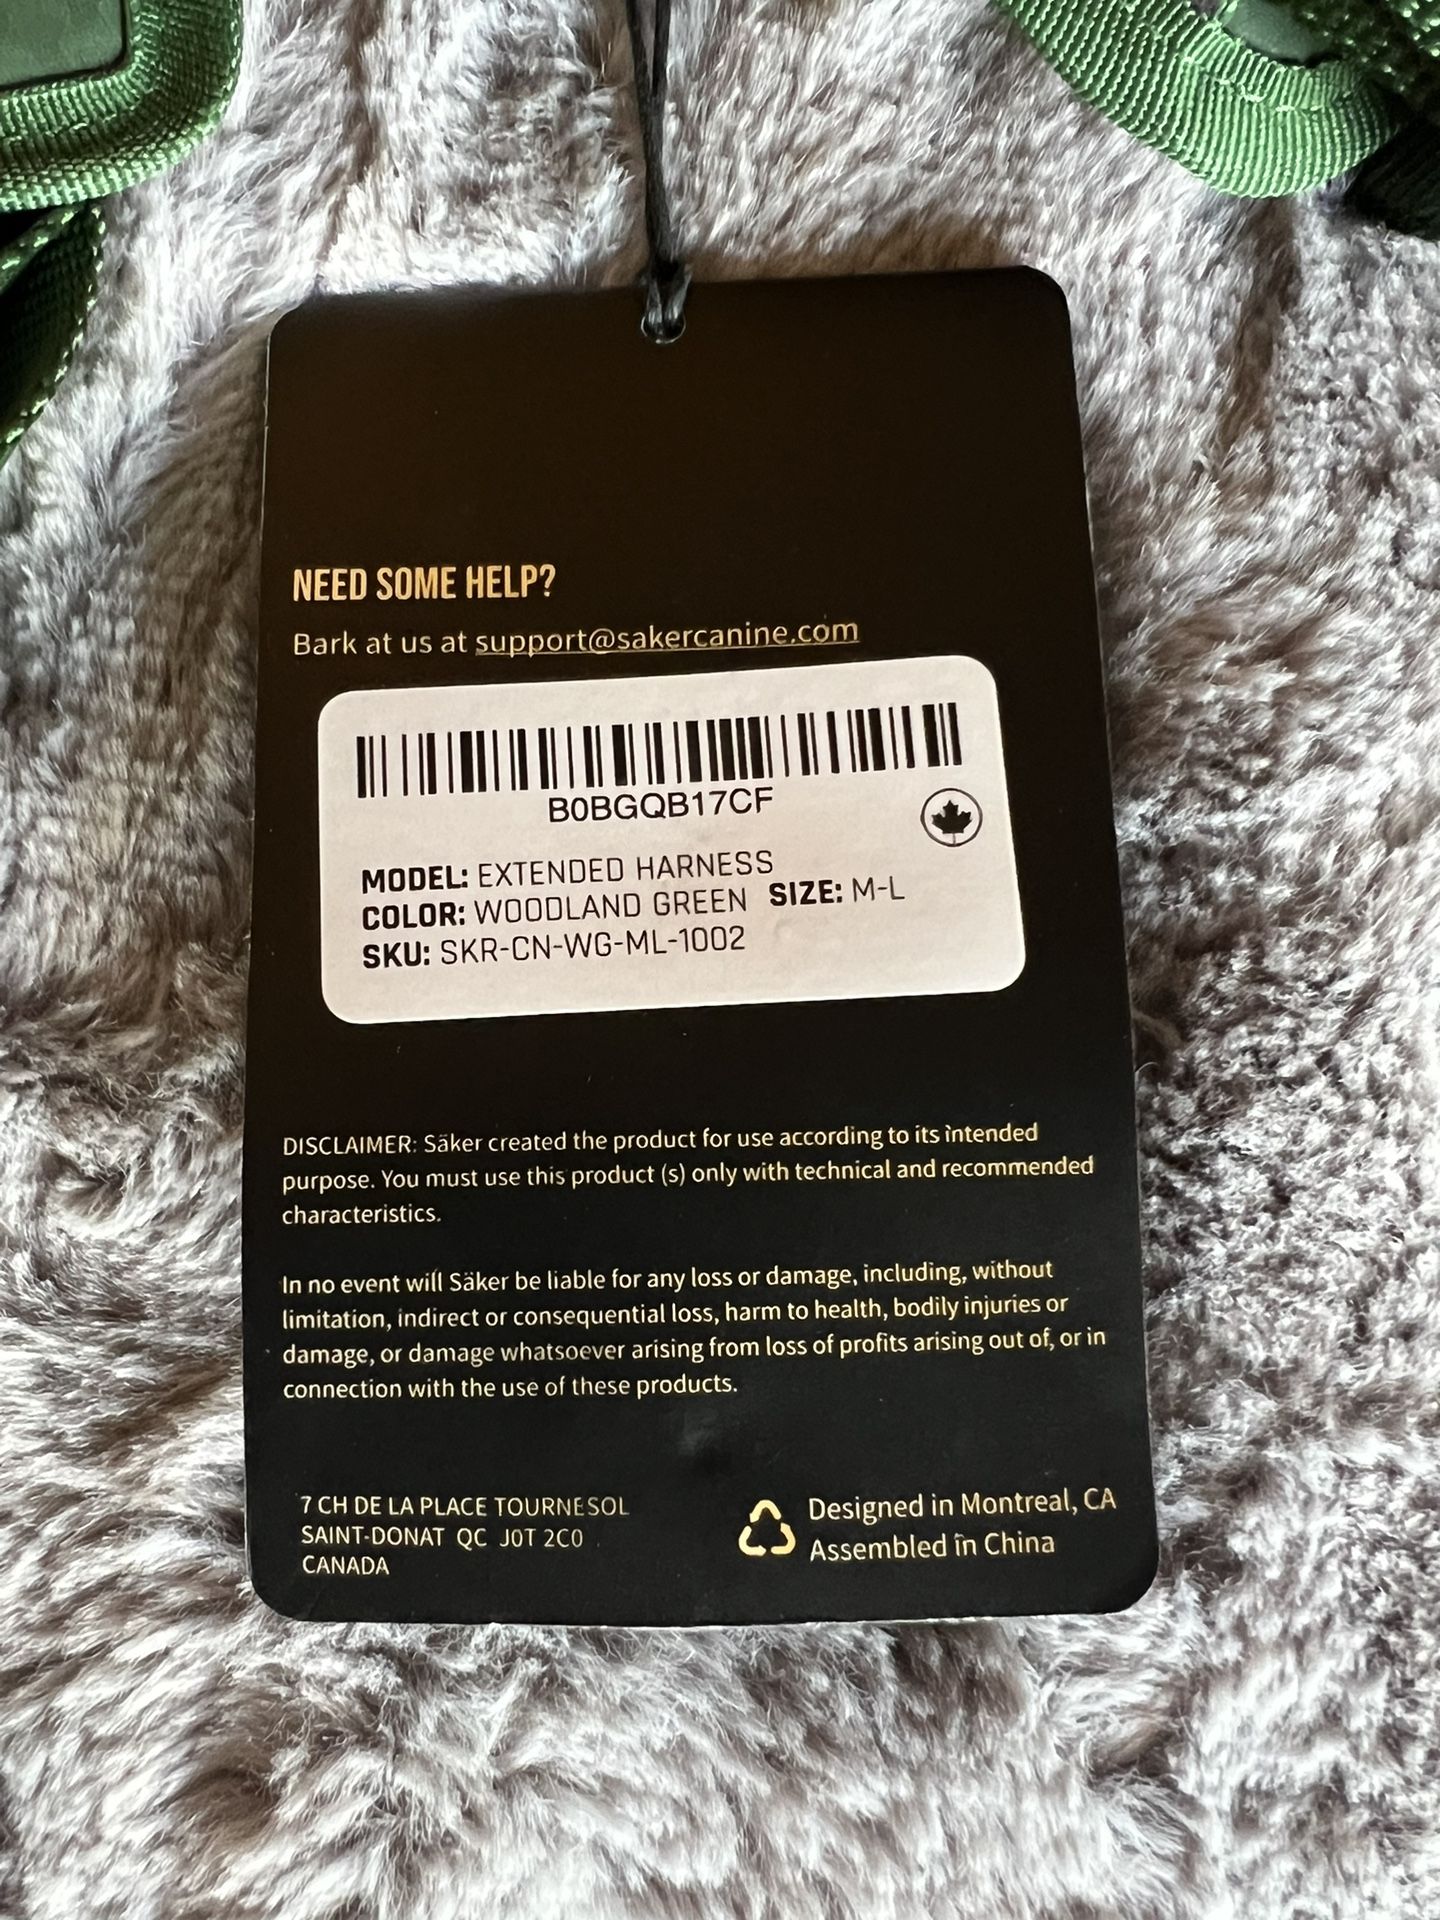 NEED SOME HELP?
Bark at us at support@sakercanine.com
B0BGQB17CF
MODEL: EXTENDED HARNESS
COLOR: WOODLAND GREEN SIZE: M-L
SKU: SKR-CN-WG-ML-1002
DISCLAIMER: Säker created the product for use according to its intended
purpose. You must use this product (s) only with technical and recommended
characteristics.
In no event will Säker be liable for any loss or damage, including, without
limitation, indirect or consequential loss, harm to health, bodily injuries or
damage, or damage whatsoever arising from loss of profits arising out of, or in
connection with the use of these products.
7 CH DE LA PLACE TOURNESOL
SAINT-DONAT QC J0T 2C0
CANADA
Designed in Montreal, CA
Assembled in China